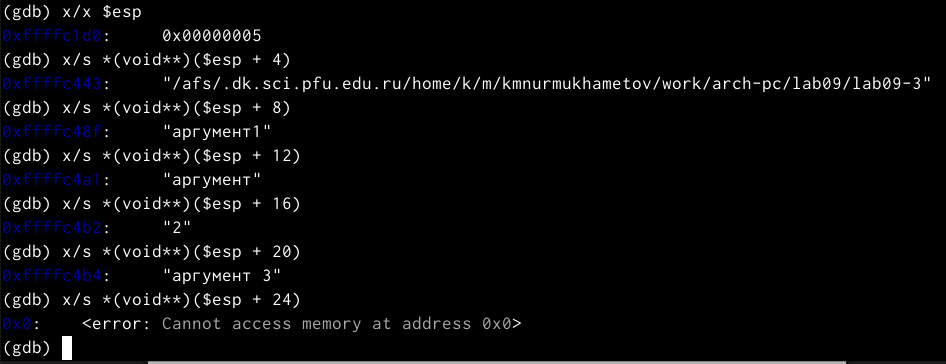 (gdb) x/x $esp
0xffffc1d0:     0x00000005
(gdb) x/s *(void**)($esp + 4)
0xffffc443:     "/afs/.dk.sci.pfu.edu.ru/home/k/m/kmnurmukhametov/work/arch-pc/lab09/lab09-3"
(gdb) x/s *(void**)($esp + 8)
0xffffc48f:     "аргумент1"
(gdb) x/s *(void**)($esp + 12)
0xffffc4a1:     "аргумент"
(gdb) x/s *(void**)($esp + 16)
0xffffc4b2:     "2"
(gdb) x/s *(void**)($esp + 20)
0xffffc4b4:     "аргумент 3"
(gdb) x/s *(void**)($esp + 24)
0x0:    <error: Cannot access memory at address 0x0>
(gdb)